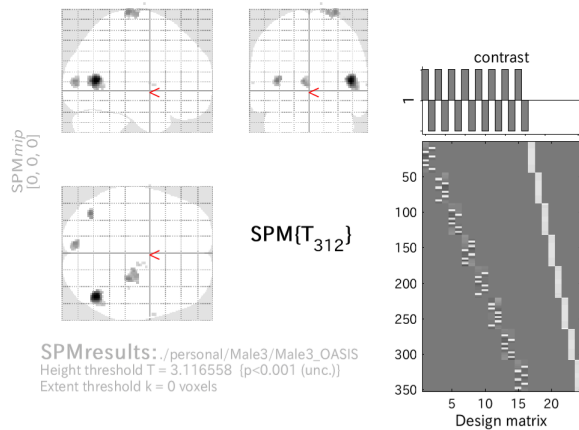 contrast
1
SPMmip
[0, 0, 0]
<
<
<
SPM{T312}
50
100
150
200
250
300
350
5 10 15 20
Design matrix
SPMresults: ./personal/Male3/Male3_OASIS
Height threshold T = 3.116558 {p<0.001 (unc.)}
Extent threshold k = 0 voxels